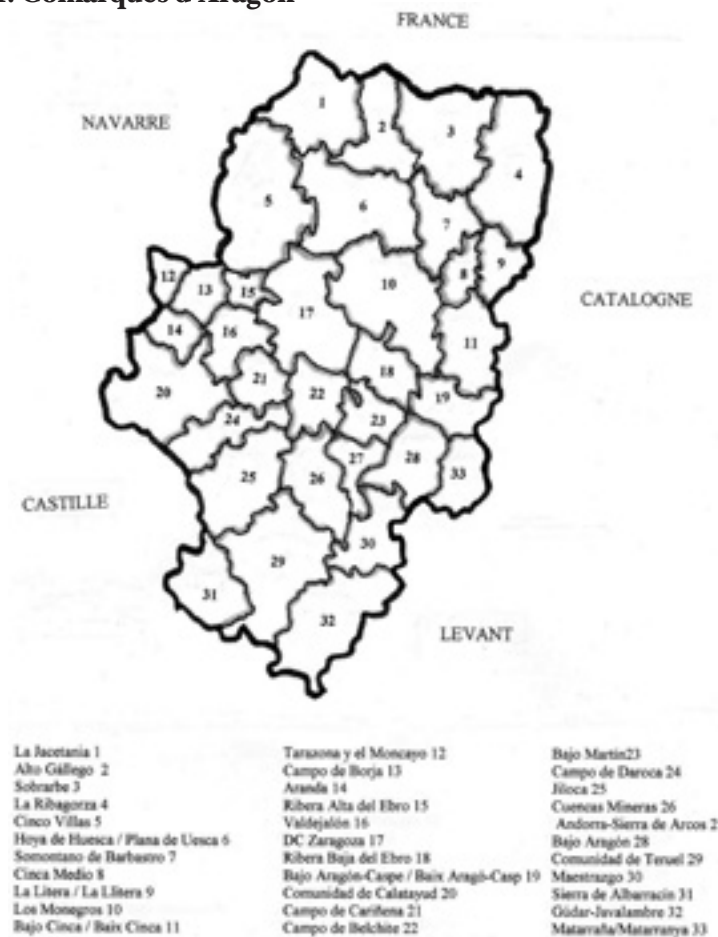 Comarques d'Aragon
FRANCE
NAVARRE
CATALOGNE
CASTILLE
LEVANT
1
2
3
4
5
6
7
8
9
10
11
12
13
14
15
16
17
18
19
20
21
22
23
24
25
26
27
28
29
30
31
32
33
La Jacetania 1
Alto Gállego 2
Sobrarbe 3
La Ribagorza 4
Cinco Villas 5
Hoya de Huesca / Plana de Uesca 6
Somontano de Barbastro 7
Cinca Medio 8
La Litera / La Llitera 9
Los Monegros 10
Bajo Cinca / Baix Cinca 11
Tarazona y el Moncayo 12
Campo de Borja 13
Aranda 14
Ribera Alta del Ebro 15
Valdejalón 16
DC Zaragoza 17
Ribera Baja del Ebro 18
Bajo Aragón-Caspe / Baix Aragó-Casp 19
Comunidad de Calatayud 20
Campo de Cariñena 21
Campo de Belchite 22
Bajo Martín23
Campo de Daroca 24
Jiloca 25
Cuencas Mineras 26
Andorra-Sierra de Arcos 2
Bajo Aragón 28
Comunidad de Teruel 29
Maestrazgo 30
Sierra de Albarracín 31
Gúdar-Javalambre 32
Matarraña/Matarranya 33